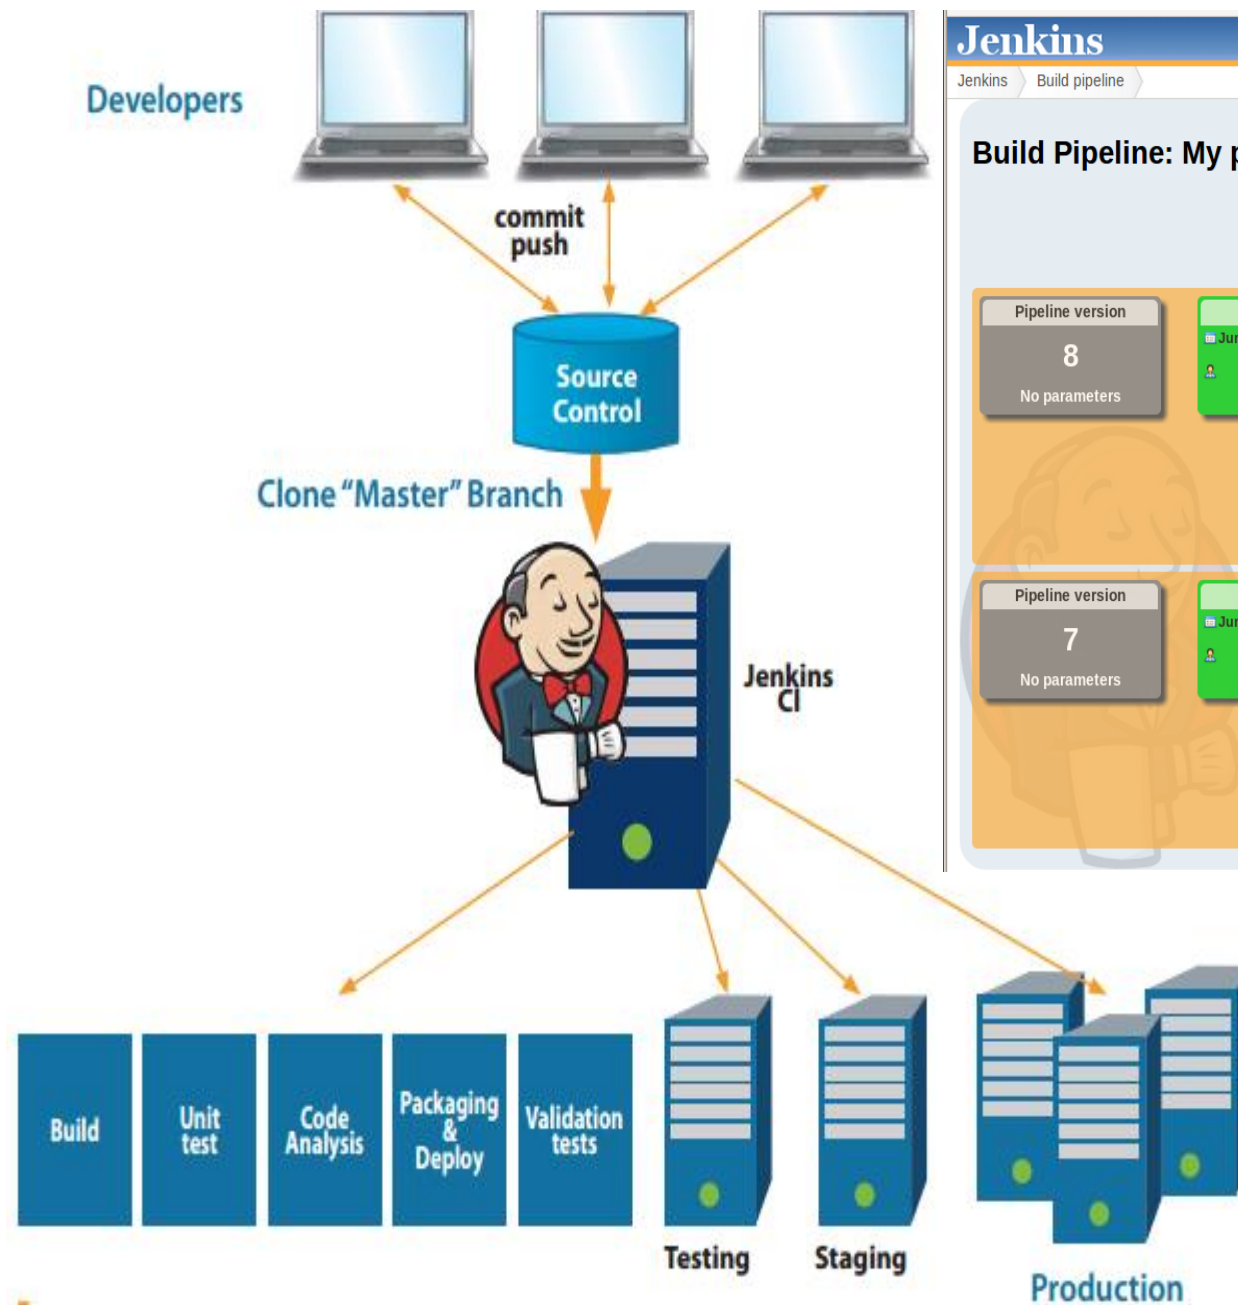 Developers
commit
push
Source
Control
Clone “Master” Branch
Jenkins
CI
Build
Unit
test
Code
Analysis
Packaging
&
Deploy
Validation
tests
Testing
Staging
Production
Jenkins
Jenkins
Build pipeline
Build Pipeline: My
Pipeline version
8
No parameters
Pipeline version
7
No parameters